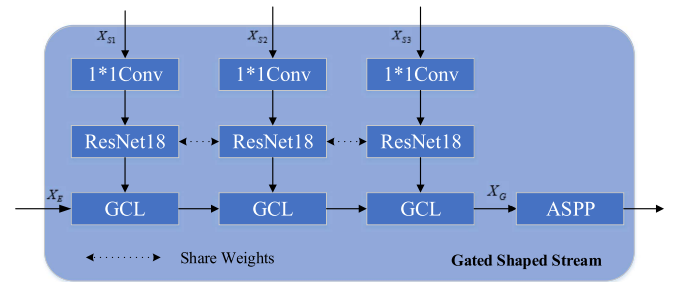 X_S1 X_S2 X_S3
1*1Conv 1*1Conv 1*1Conv
ResNet18 ResNet18 ResNet18
X_E GCL GCL GCL X_G ASPP
Share Weights Gated Shaped Stream